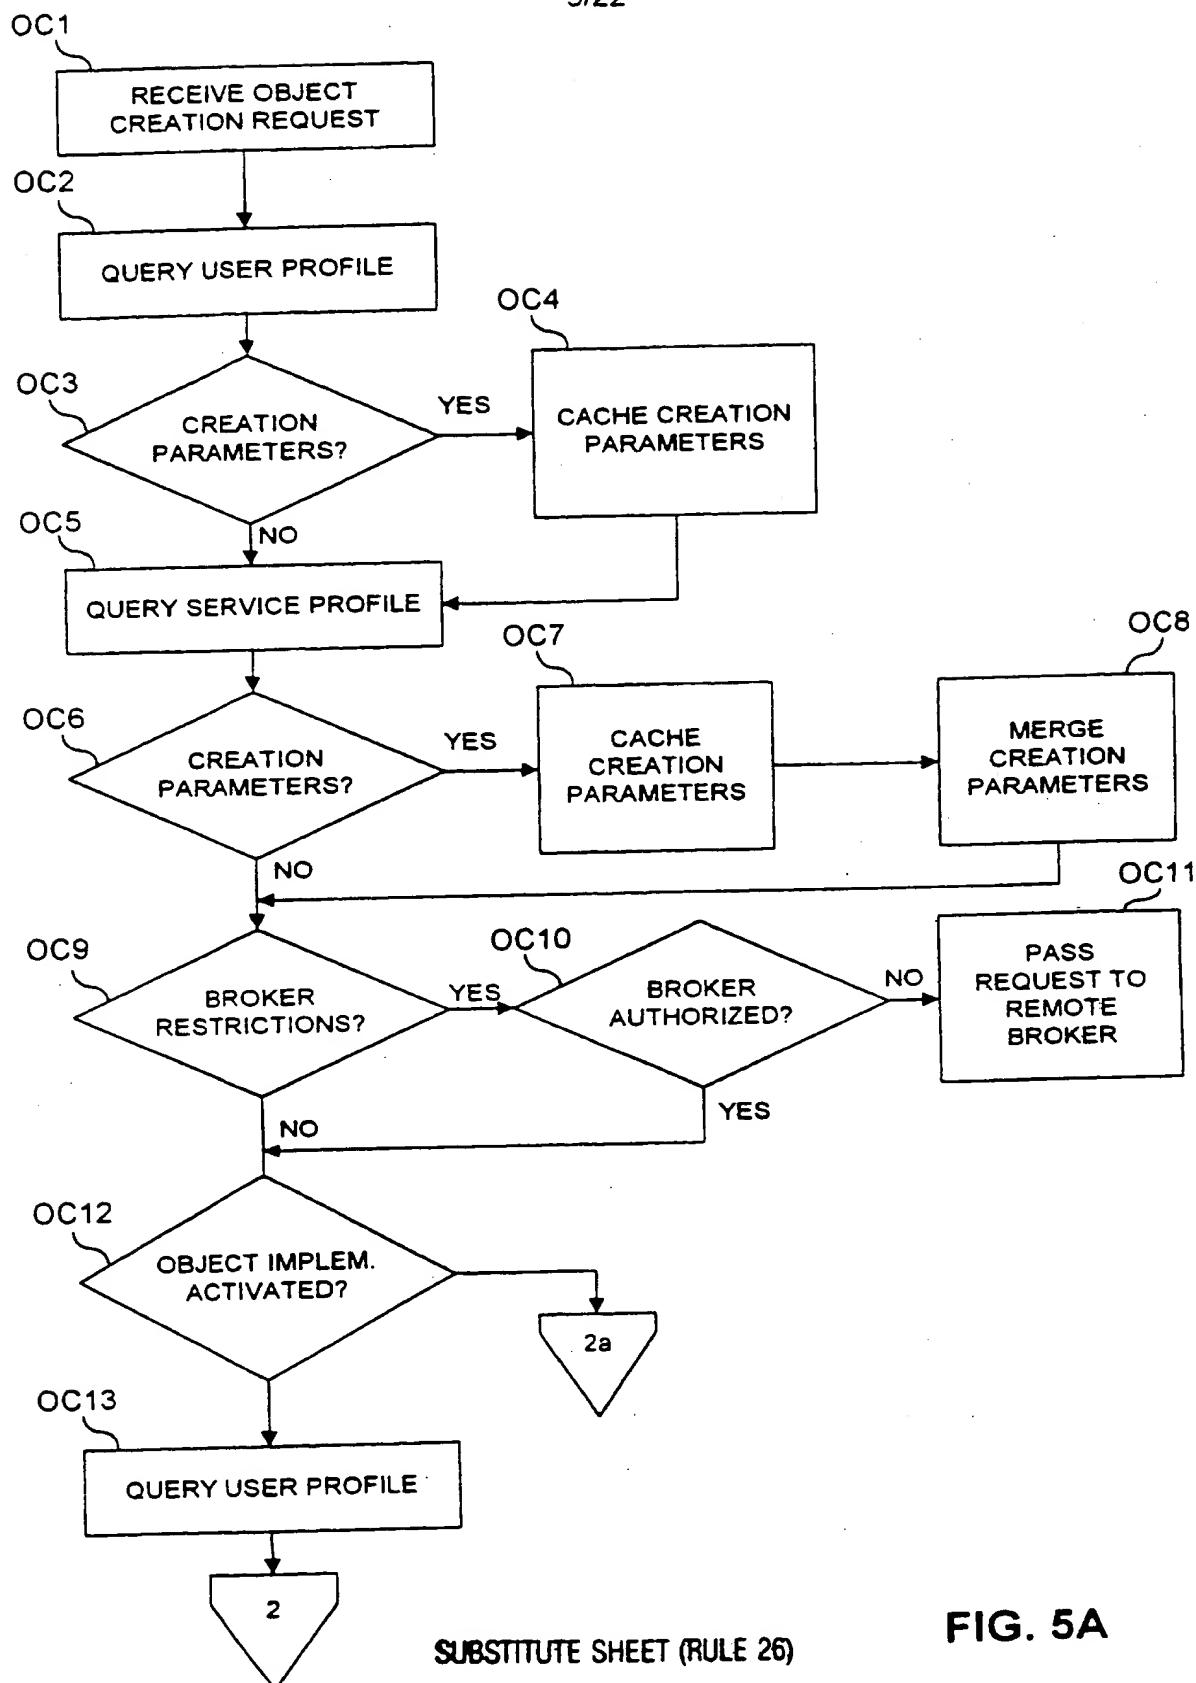 OC1
RECEIVE OBJECT
CREATION REQUEST
OC2
QUERY USER PROFILE
OC3
CREATION
PARAMETERS?
YES
OC4
CACHE CREATION
PARAMETERS
NO
OC5
QUERY SERVICE PROFILE
OC6
CREATION
PARAMETERS?
YES
OC7
CACHE
CREATION
PARAMETERS
OC8
MERGE
CREATION
PARAMETERS
NO
OC9
BROKER
RESTRICTIONS?
YES
OC10
BROKER
AUTHORIZED?
NO
OC11
PASS
REQUEST TO
REMOTE
BROKER
YES
NO
OC12
OBJECT IMPLEM.
ACTIVATED?
2a
OC13
QUERY USER PROFILE
2
SUBSTITUTE SHEET (RULE 26)
FIG. 5A